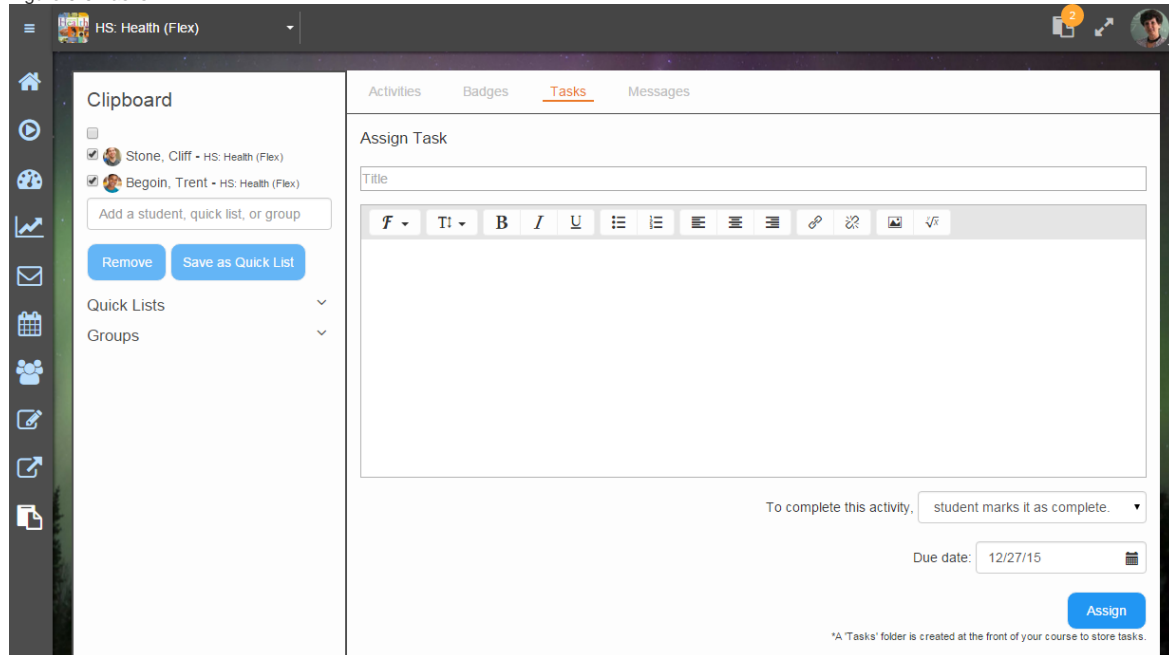 HS: Health (Flex)
2
Clipboard
Stone, Cliff - HS: Health (Flex)
Begoin, Trent - HS: Health (Flex)
Add a student, quick list, or group
Remove
Save as Quick List
Quick Lists
Groups
Activities Badges Tasks Messages
Assign Task
Title
F T B I U
To complete this activity, student marks it as complete.
Due date: 12/27/15
Assign
*A 'Tasks' folder is created at the front of your course to store tasks.